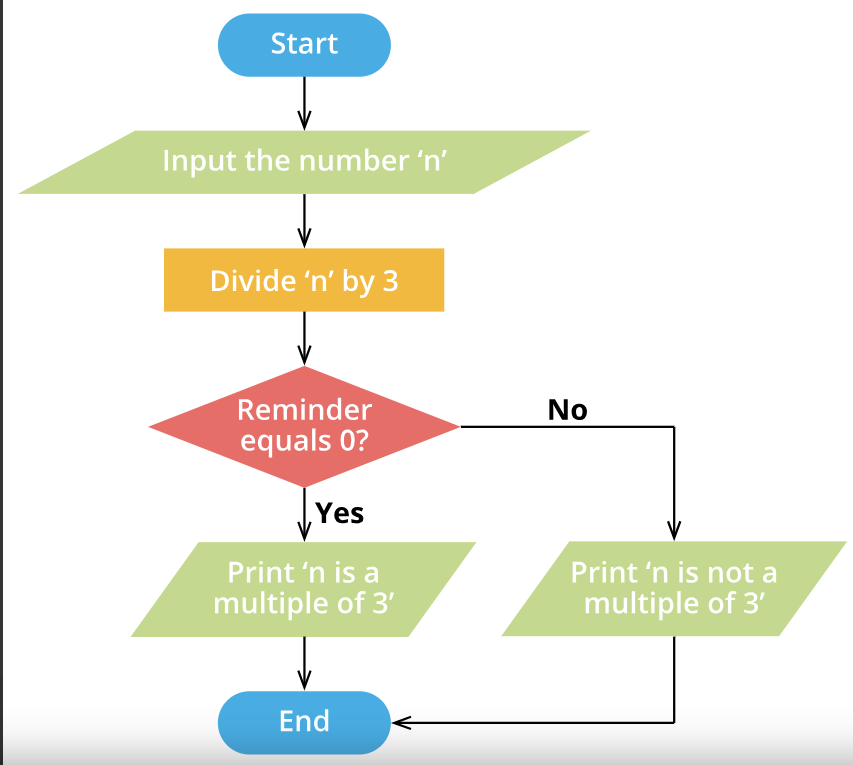 Start
Input the number ‘n’
Divide ‘n’ by 3
Reminder
equals 0?
No
Yes
Print ‘n is a
multiple of 3’
Print ‘n is not a
multiple of 3’
End